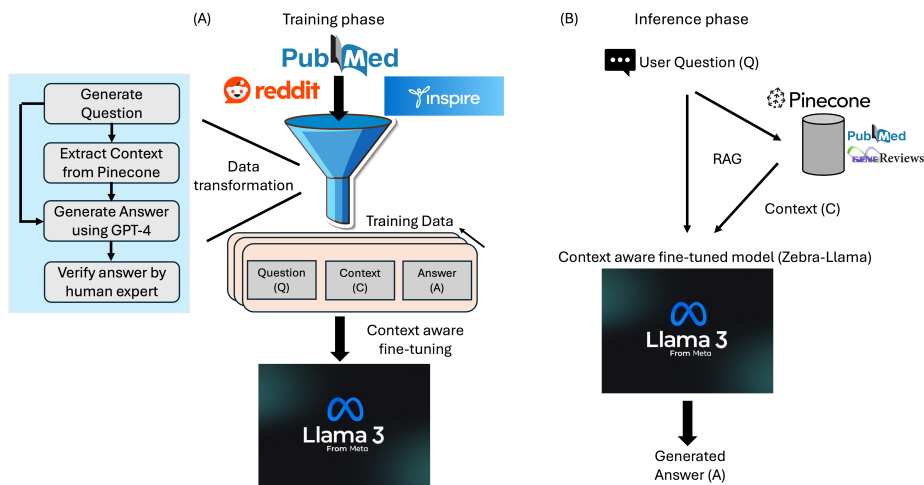 (A)
Training phase
PubMed
reddit
inspire
Generate
Question
Extract Context
from Pinecone
Generate Answer
using GPT-4
Verify answer by
human expert
Data
transformation
Training Data
Question
(Q)
Context
(C)
Answer
(A)
Context aware
fine-tuning
Llama 3
From Meta
(B)
Inference phase
User Question (Q)
Pinecone
PubMed
GENEReviews
RAG
Context (C)
Context aware fine-tuned model (Zebra-Llama)
Llama 3
From Meta
Generated
Answer (A)